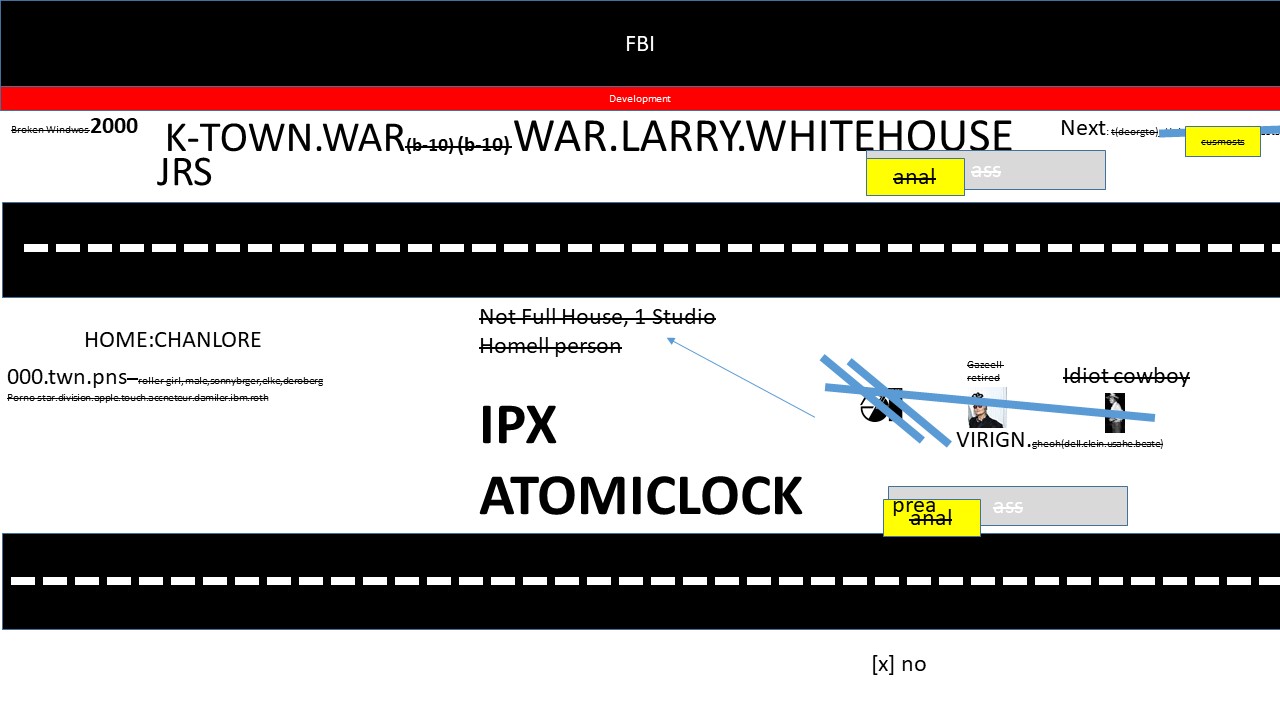 FBI
Development
Broken Windwos 2000
K-TOWN.WAR(b-10) (b-10) WAR.LARRY.WHITEHOUSE
JRS
Next: t(deorgte)
cusmosts
anal
ass
HOME:CHANLORE
000.twn.pns–roller girl, male,sonnybrger,elke,deroberg
Porno star.division.apple.touch.accneteur.damiler.ibm.roth
Not Full House, 1 Studio
Homell person
IPX
ATOMICLOCK
Gazeell
retired
Idiot cowboy
VIRIGN.gheoh(dell.clein.usahe.beate)
prea
anal
ass
[x] no